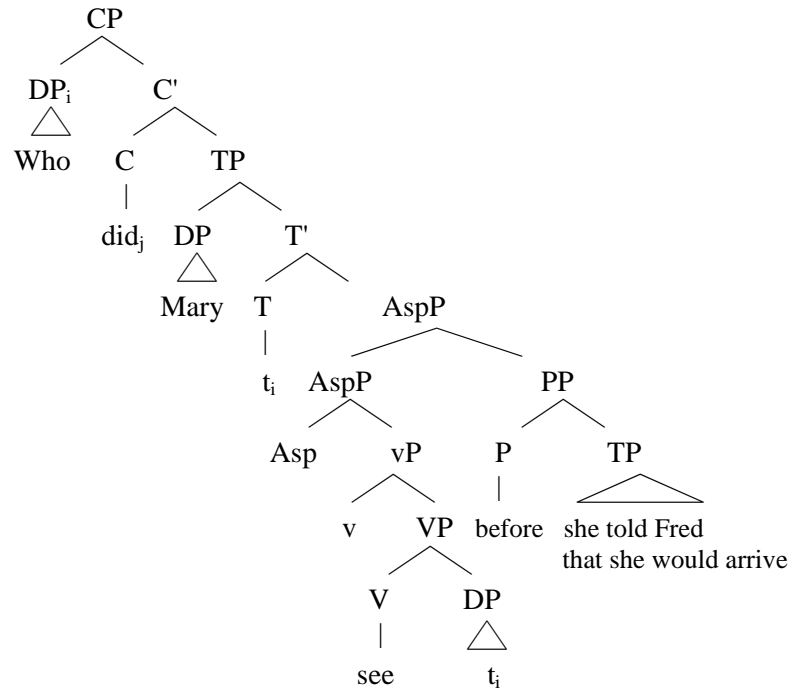 CP
DPᵢ C'
Who C TP
didⱼ DP T'
Mary T AspP
tᵢ AspP PP
Asp vP P TP
v VP before she told Fred
that she would arrive
V DP
see tᵢ